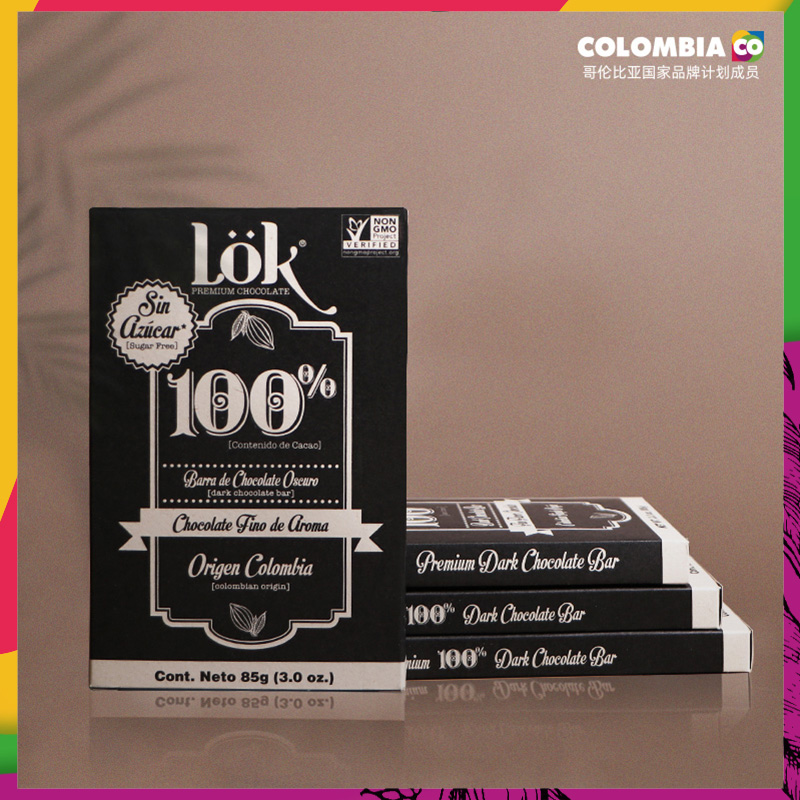 COLOMBIA CO
哥伦比亚国家品牌计划成员
lök®
PREMIUM CHOCOLATE
NON
GMO
Project
VERIFIED
nongmoproject.org
Sin
Azúcar*
[Sugar Free]
100%
[Contenido de Cacao]
Barra de Chocolate Oscuro
[dark chocolate bar]
Chocolate Fino de Aroma
Origen Colombia
[colombian origin]
Cont. Neto 85g (3.0 oz.)
Premium Dark Chocolate Bar
100% Dark Chocolate Bar
mium 100% Dark Chocolate Bar